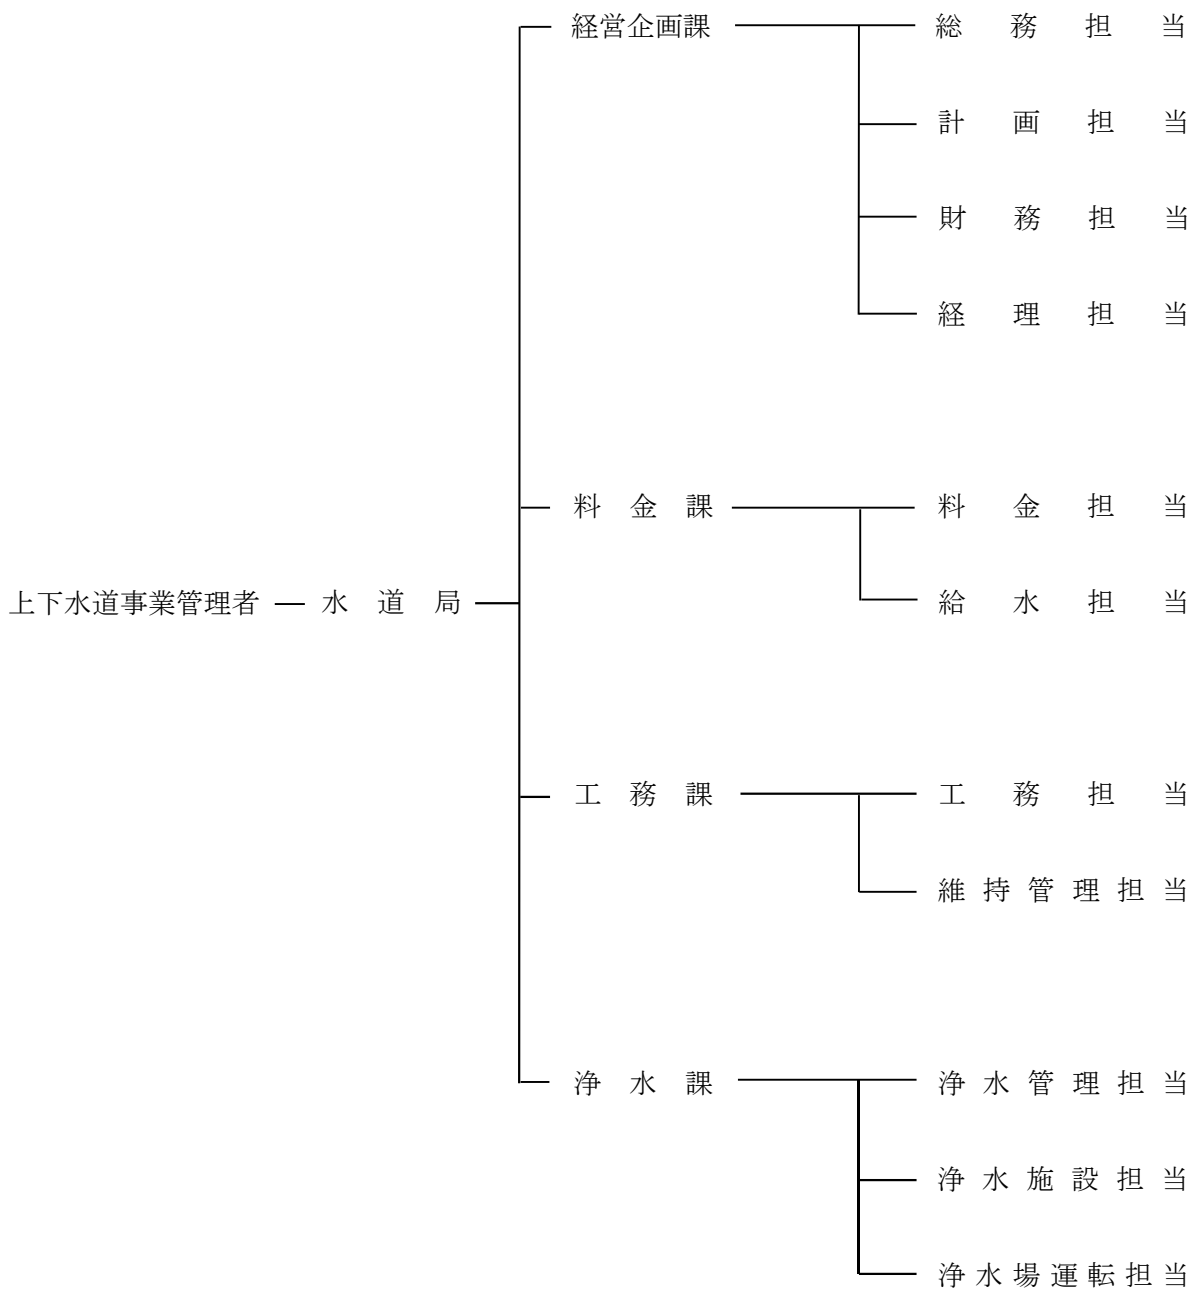 経営企画課 総務担当
計画担当
財務担当
経理担当
料金課 料金担当
上下水道事業管理者 水道局 給水担当
工務課 工務担当
維持管理担当
浄水課 浄水管理担当
浄水施設担当
浄水場運転担当